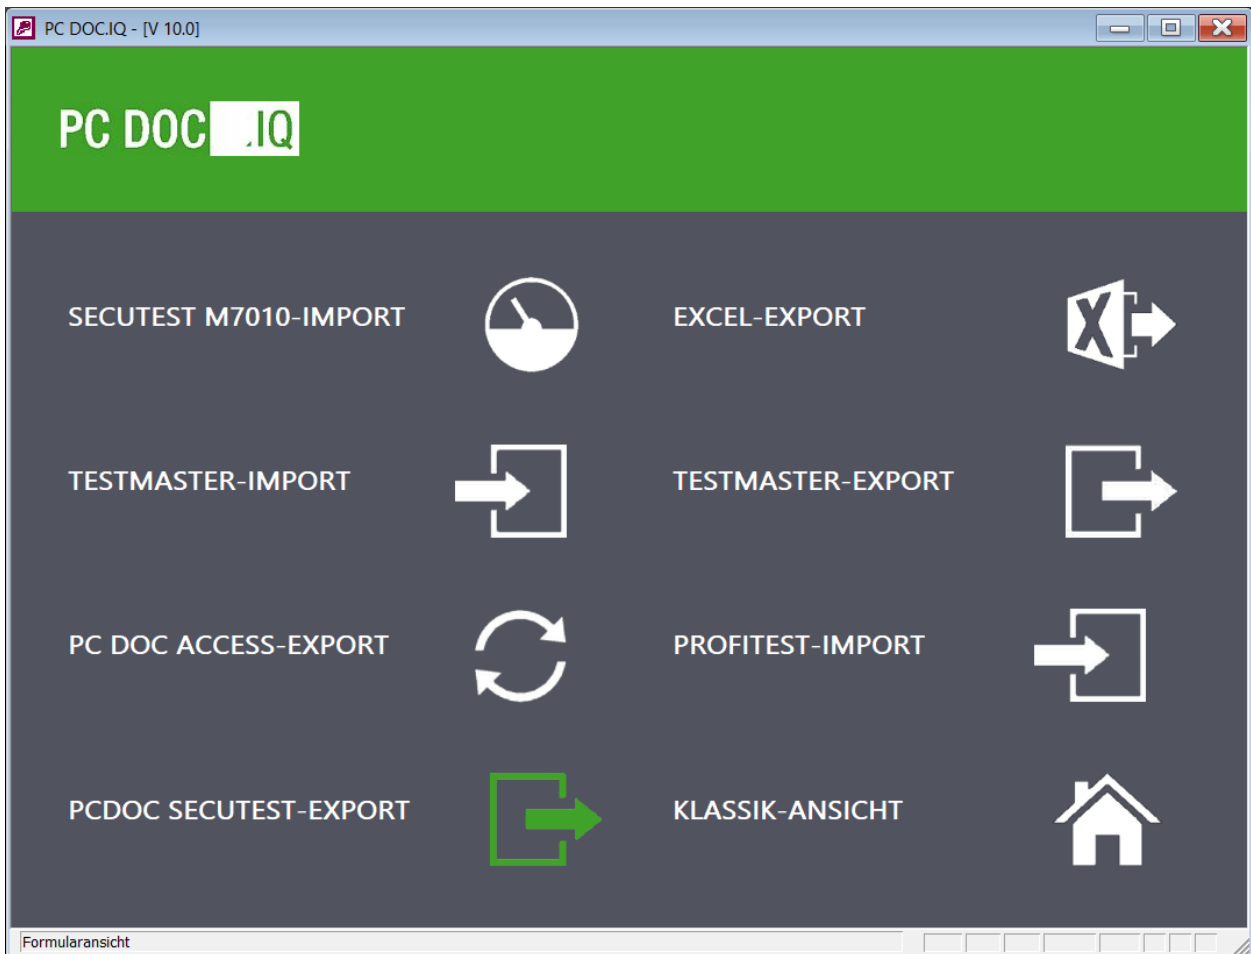 PC DOC.IQ - [V 10.0]
PC DOC .IQ
SECUTEST M7010-IMPORT
EXCEL-EXPORT
TESTMASTER-IMPORT
TESTMASTER-EXPORT
PC DOC ACCESS-EXPORT
PROFITEST-IMPORT
PCDOC SECUTEST-EXPORT
KLASSIK-ANSICHT
Formularansicht